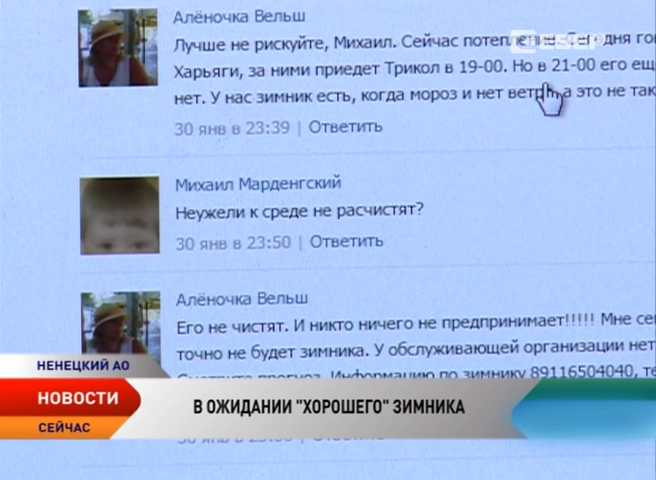 СЕВЕР
Алёночка Вельш
Лучше не рискуйте, Михаил. Сейчас потепление. Сегодня
Харьяги, за ними приедет Трикол в 19-00. Но в 21-00 его ещ
нет. У нас зимник есть, когда мороз и нет ветра, а это не так
30 янв в 23:39 | Ответить
Михаил Марденгский
Неужели к среде не расчистят?
30 янв в 23:50 | Ответить
Алёночка Вельш
Его не чистят. И никто ничего не предпринимает!!!!! Мне
точно не будет зимника. У обслуживающей организации нет
Смотрите прогноз. Информацию по зимнику 89116504040,
НЕНЕЦКИЙ АО
НОВОСТИ
СЕЙЧАС
В ОЖИДАНИИ "ХОРОШЕГО" ЗИМНИКА